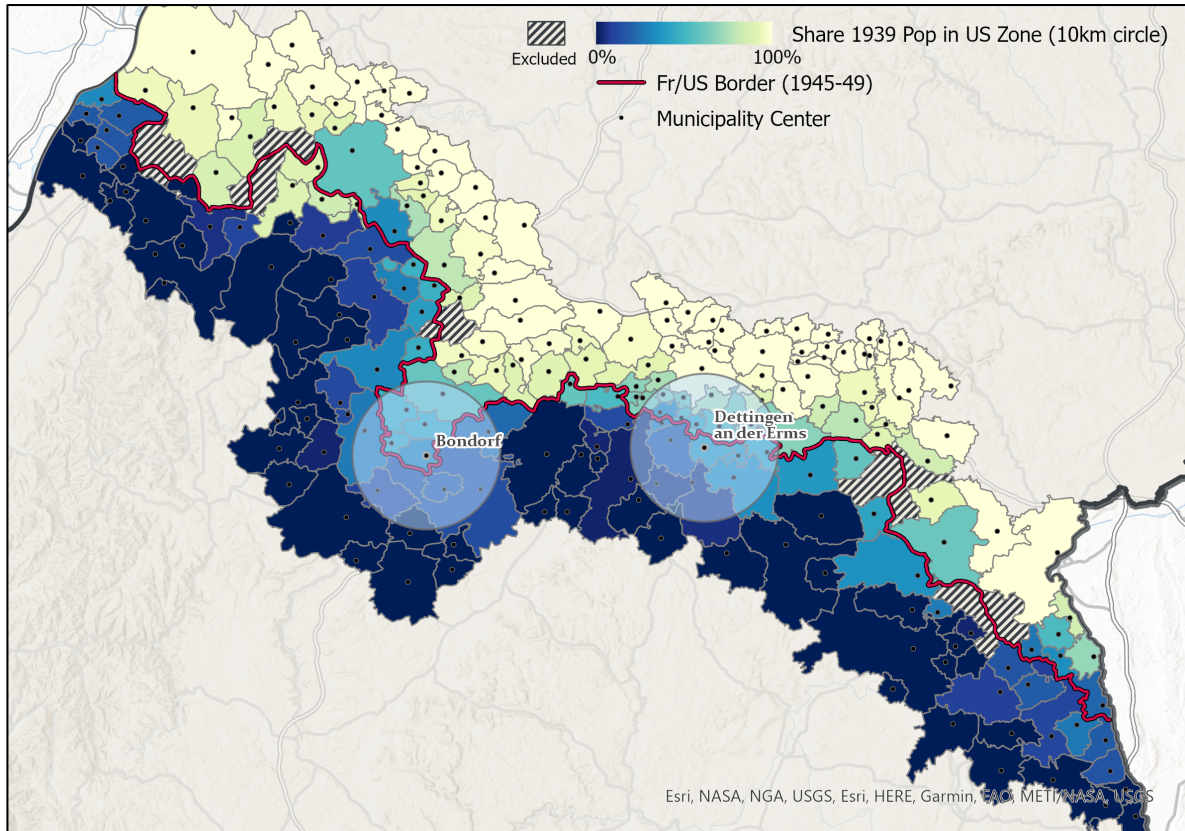 Share 1939 Pop in US Zone (10km circle)
Excluded 0% 100%
Fr/US Border (1945-49)
Municipality Center
Dettingen
an der Erms
Bondorf
Esri, NASA, NGA, USGS, Esri, HERE, Garmin, FAO, METI/NASA, USGS